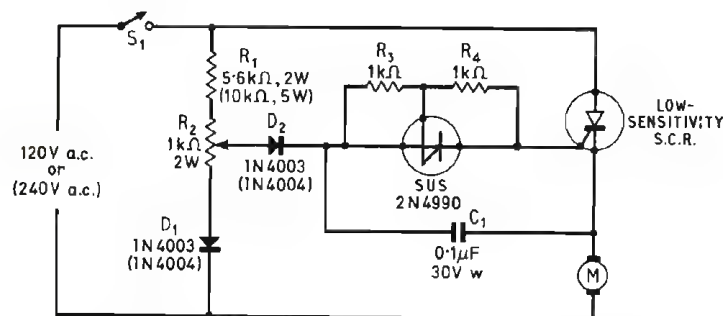 S1
R1
5·6kΩ, 2W
(10kΩ, 5W)
R2
1kΩ
2W
D2
1N4003
(1N4004)
R3
1kΩ
R4
1kΩ
LOW-
SENSITIVITY
S.C.R.
120V a.c.
or
(240V a.c.)
SUS
2N4990
D1
1N4003
(1N4004)
C1
0·1μF
30V w
M